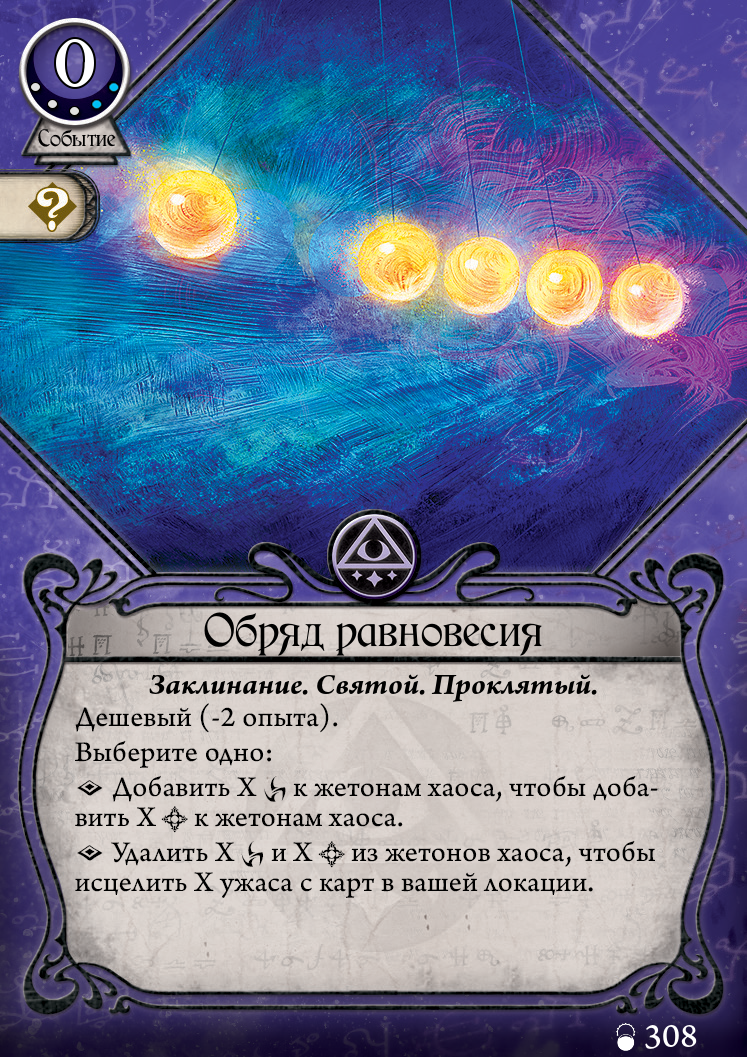 0
Событие
?
Обряд равновесия
Заклинание. Святой. Проклятый.
Дешевый (-2 опыта).
Выберите одно:
Добавить X к жетонам хаоса, чтобы доба-
вить X к жетонам хаоса.
Удалить X и X из жетонов хаоса, чтобы
исцелить X ужаса с карт в вашей локации.
308